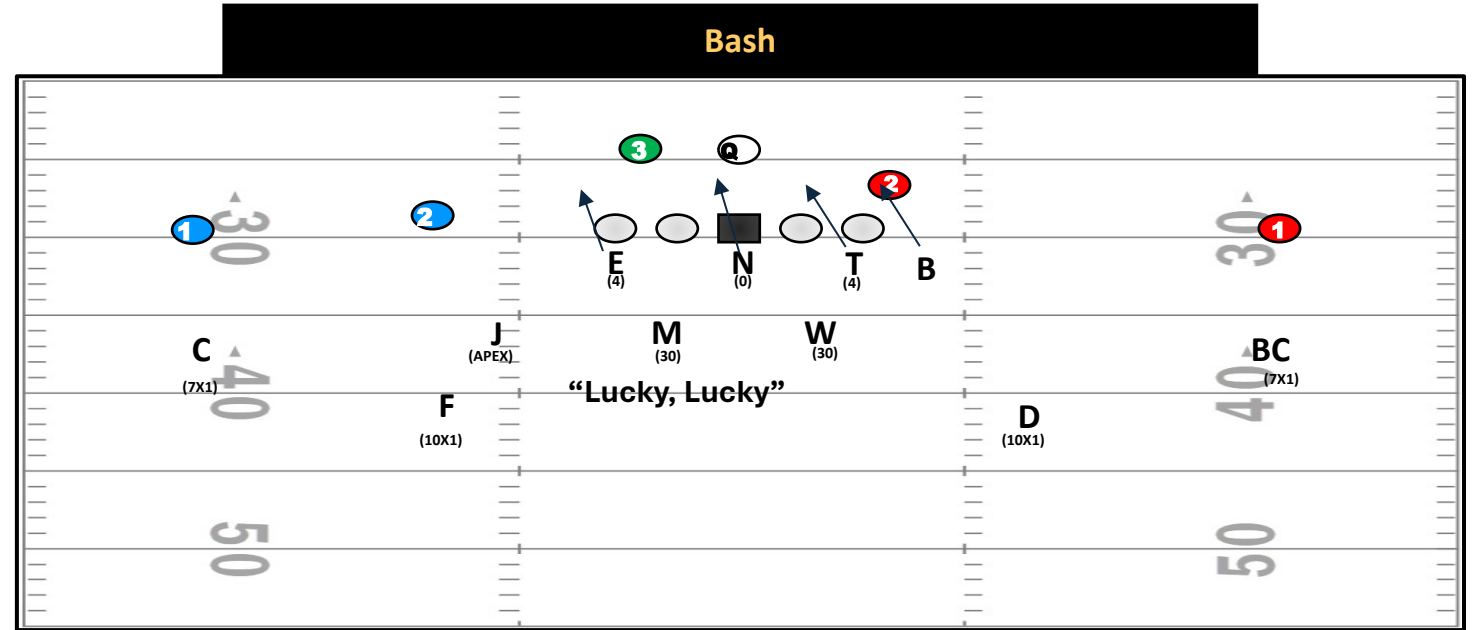 Bash
3 Q
2
1 2 1
30 30
E N T B
(4) (0) (4)
J M W
C (APEX) (30) (30) BC
(7X1) (7X1)
40 "Lucky, Lucky" 40
F D
(10X1) (10X1)
50 50